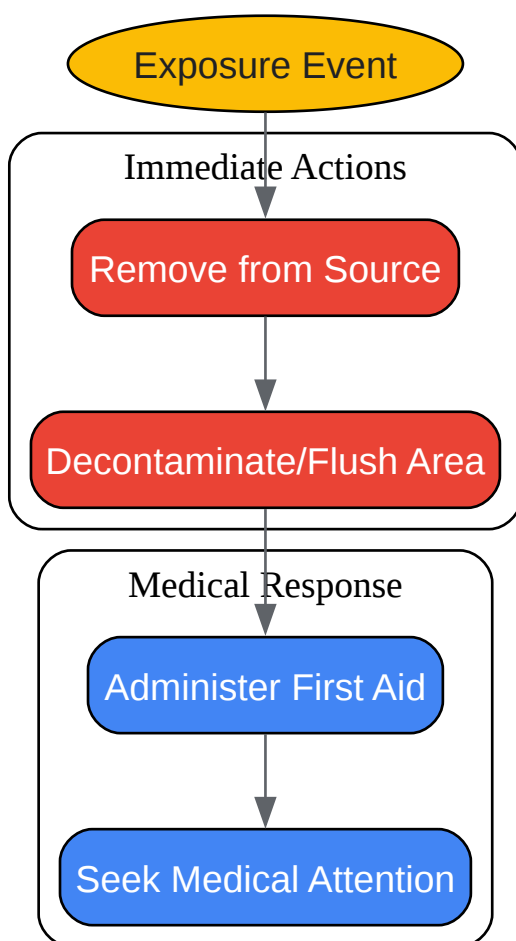 Exposure Event
Immediate Actions
Remove from Source
Decontaminate/Flush Area
Medical Response
Administer First Aid
Seek Medical Attention